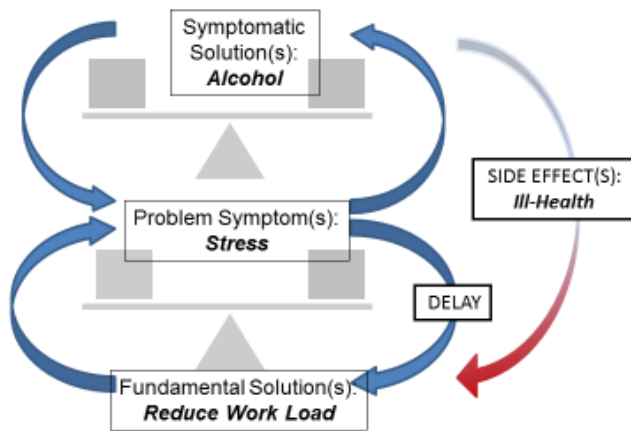 Symptomatic
Solution(s):
Alcohol
SIDE EFFECT(S):
Ill-Health
Problem Symptom(s):
Stress
DELAY
Fundamental Solution(s):
Reduce Work Load